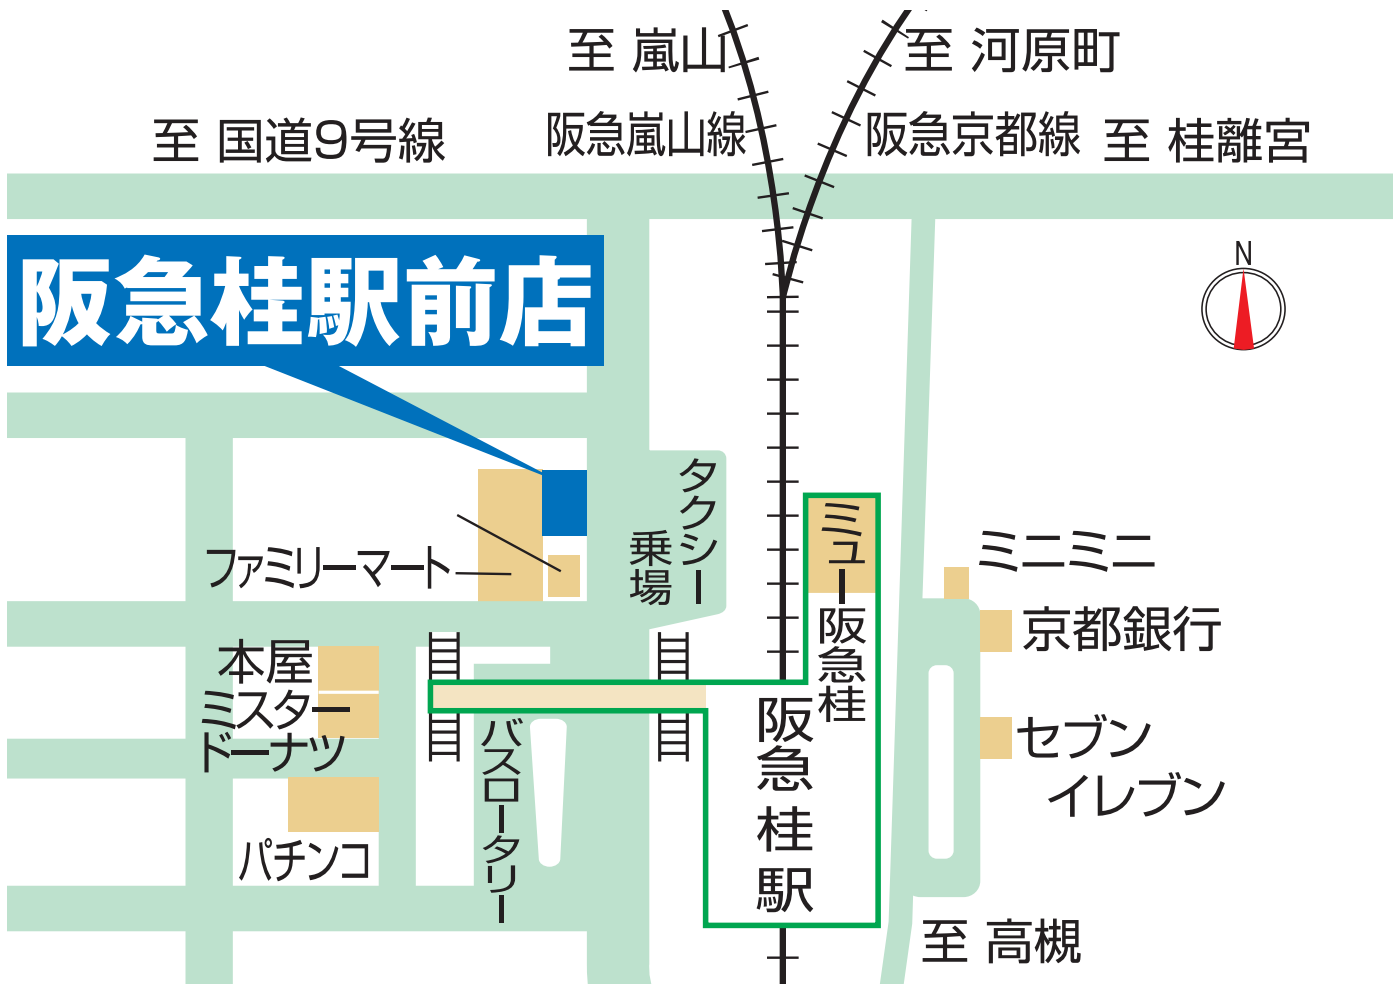 至 嵐山
至 河原町
至 国道9号線
阪急嵐山線
阪急京都線
至 桂離宮
阪急桂駅前店
N
タクシー
乗場
ミュー阪急桂
ファミリーマート
ミニミニ
京都銀行
本屋
ミスター
ドーナツ
バスロータリー
阪急桂駅
セブン
イレブン
パチンコ
至 高槻